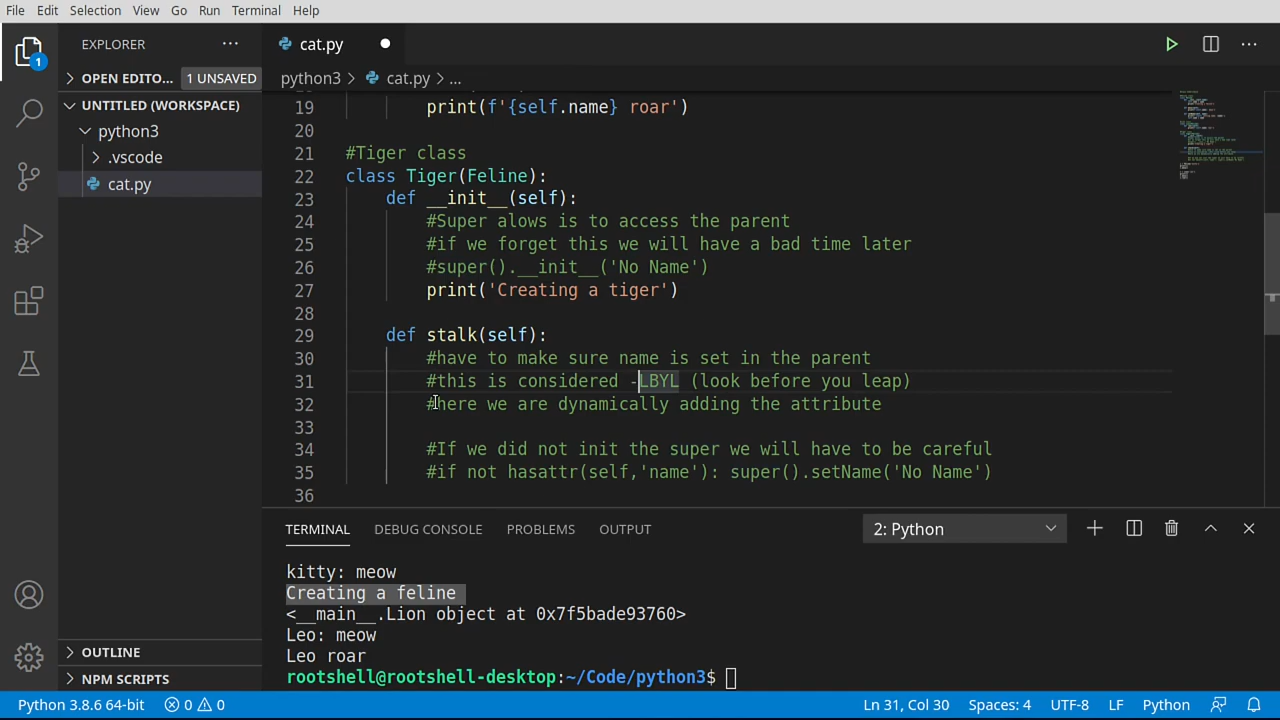 File Edit Selection View Go Run Terminal Help
EXPLORER
cat.py
OPEN EDITO... 1 UNSAVED
python3 > cat.py > ...
UNTITLED (WORKSPACE)
python3
.vscode
cat.py
19 print(f'{self.name} roar')
20
21 #Tiger class
22 class Tiger(Feline):
23 def __init__(self):
24 #Super alows is to access the parent
25 #if we forget this we will have a bad time later
26 #super().__init__('No Name')
27 print('Creating a tiger')
28
29 def stalk(self):
30 #have to make sure name is set in the parent
31 #this is considered -LBYL (look before you leap)
32 #here we are dynamically adding the attribute
33
34 #If we did not init the super we will have to be careful
35 #if not hasattr(self,'name'): super().setName('No Name')
36
1
TERMINAL DEBUG CONSOLE PROBLEMS OUTPUT 2: Python
kitty: meow
Creating a feline
<__main__.Lion object at 0x7f5bade93760>
Leo: meow
Leo roar
rootshell@rootshell-desktop:~/Code/python3$
OUTLINE
NPM SCRIPTS
Python 3.8.6 64-bit 0 0 Ln 31, Col 30 Spaces: 4 UTF-8 LF Python